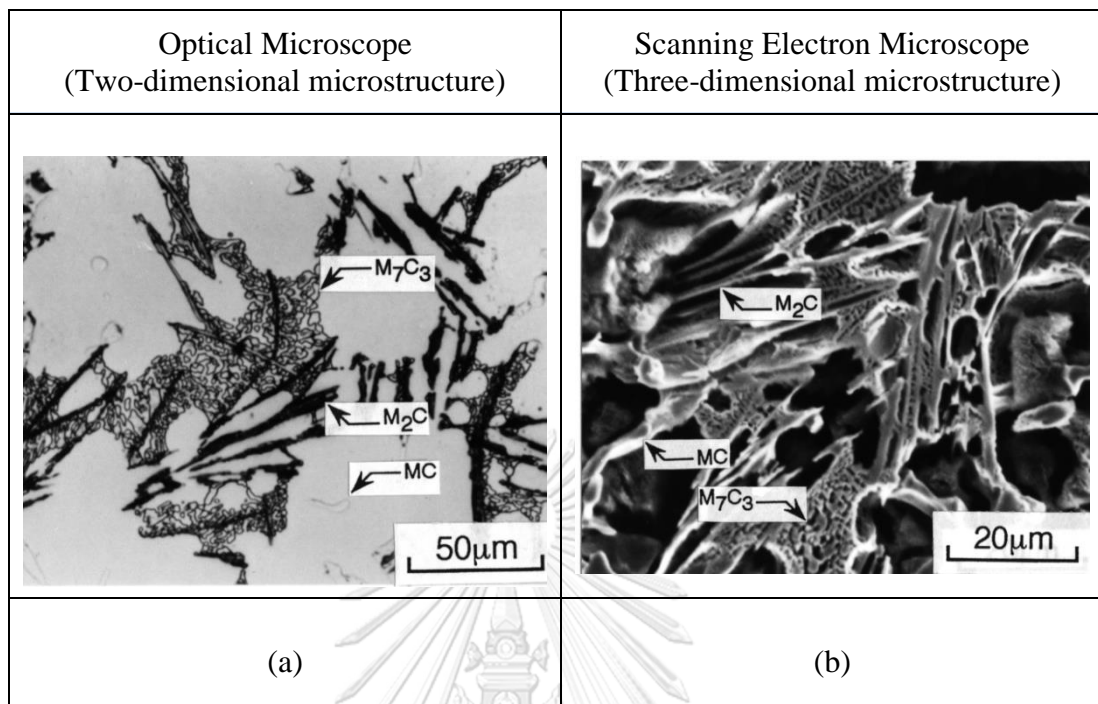 Optical Microscope
(Two-dimensional microstructure)
Scanning Electron Microscope
(Three-dimensional microstructure)
M₇C₃
M₂C
MC
50μm
M₂C
MC
M₇C₃
20μm
(a)
(b)